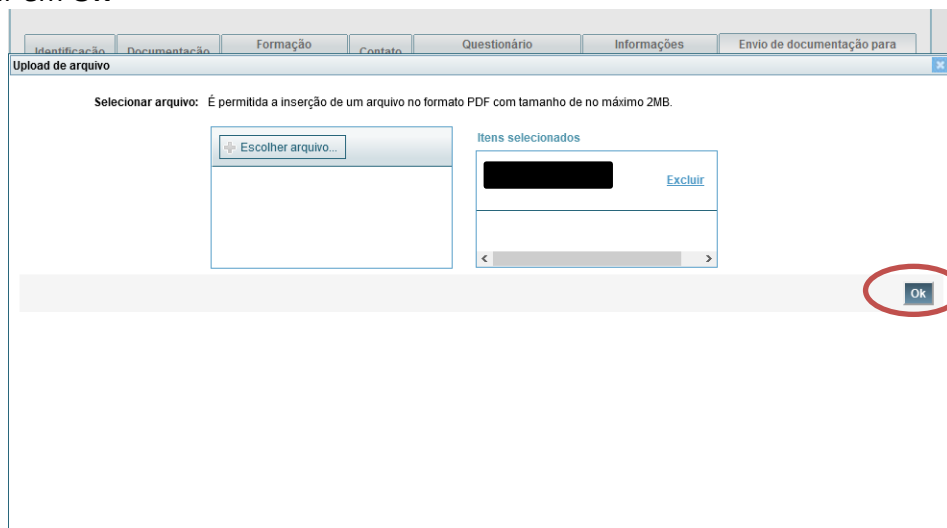 Formação
Questionário
Informações
Envio de documentação para
Identificação
Documentação
Contato
Upload de arquivo
Selecionar arquivo: É permitida a inserção de um arquivo no formato PDF com tamanho de no máximo 2MB.
Escolher arquivo...
Itens selecionados
Excluir
Ok